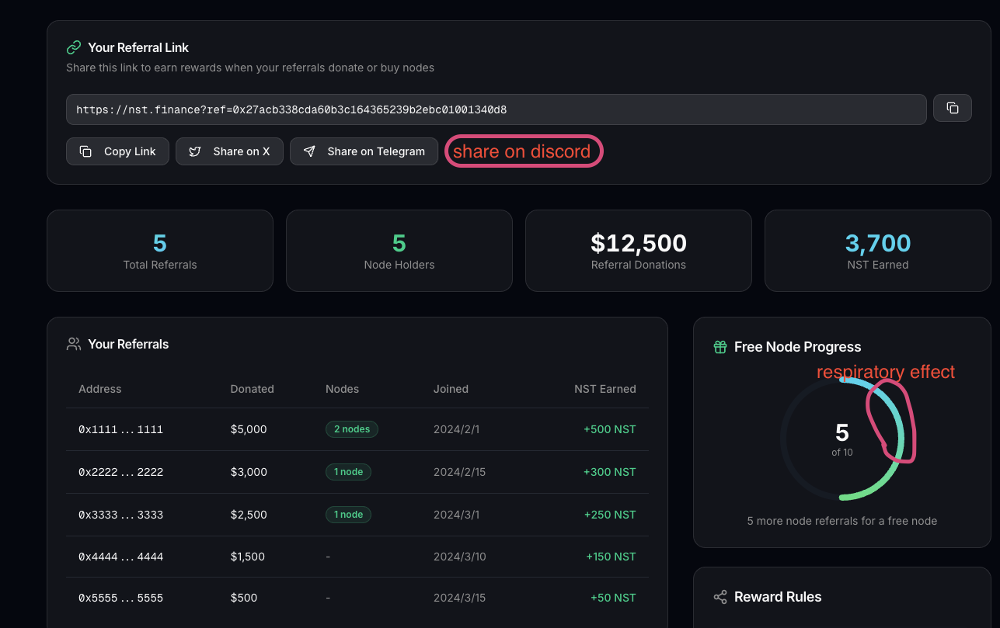 Your Referral Link
Share this link to earn rewards when your referrals donate or buy nodes
https://nst.finance?ref=0x27acb338cda60b3c164365239b2ebc01001340d8
Copy Link Share on X Share on Telegram share on discord
5 5 $12,500 3,700
Total Referrals Node Holders Referral Donations NST Earned
Your Referrals
Address Donated Nodes Joined NST Earned
0x1111...1111 $5,000 2 nodes 2024/2/1 +500 NST
0x2222...2222 $3,000 1 node 2024/2/15 +300 NST
0x3333...3333 $2,500 1 node 2024/3/1 +250 NST
0x4444...4444 $1,500 - 2024/3/10 +150 NST
0x5555...5555 $500 - 2024/3/15 +50 NST
Free Node Progress
respiratory effect
5
of 10
5 more node referrals for a free node
Reward Rules